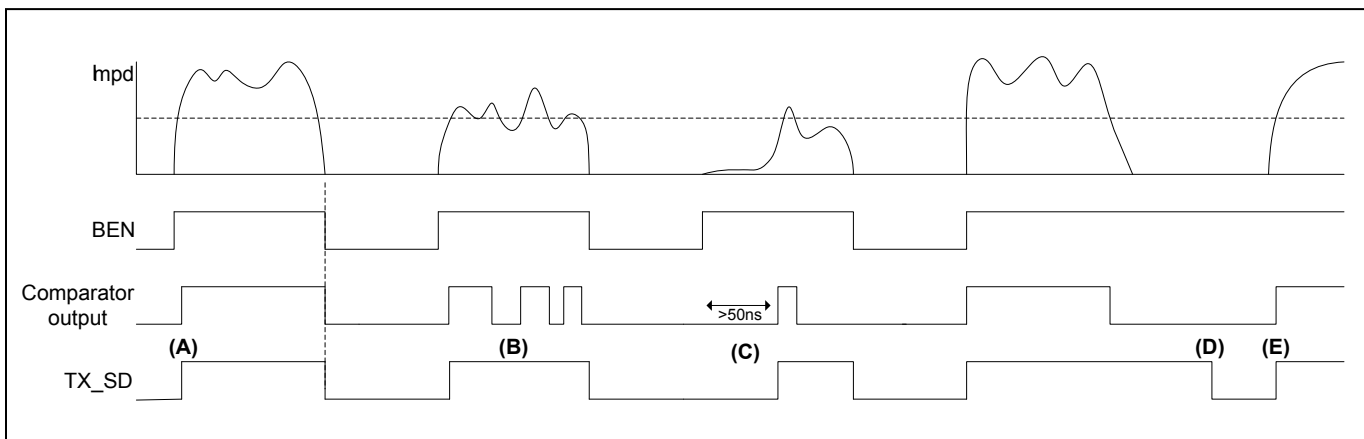 Impd
BEN
Comparator
output
>50ns
(A)
(B)
(C)
(D)
(E)
TX_SD